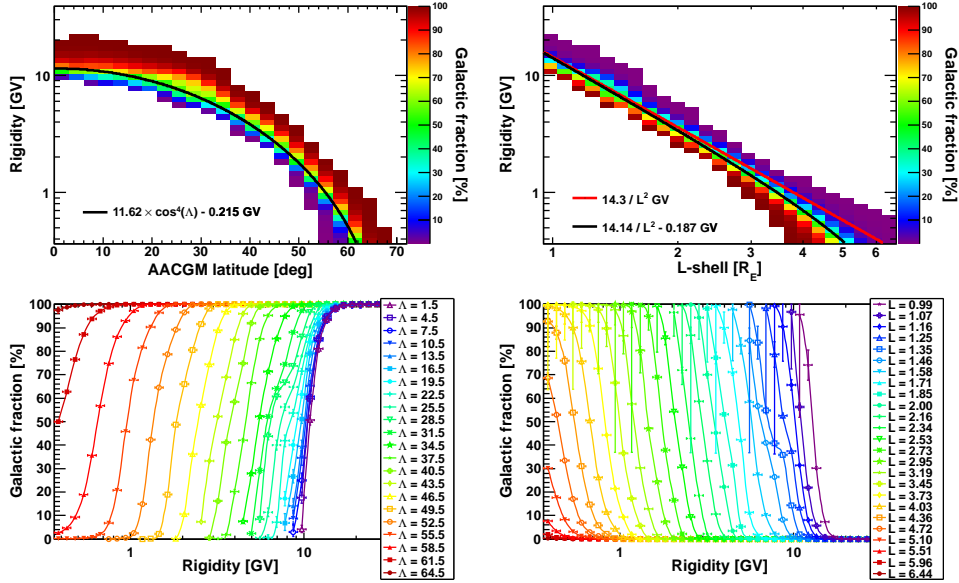 Rigidity [GV]
10
1
0 10 20 30 40 50 60 70
AACGM latitude [deg]
11.62 × cos⁴(Λ) - 0.215 GV
100
90
80
70
60
50
40
30
20
10
0
Galactic fraction [%]
Rigidity [GV]
10
1
1 2 3 4 5 6
L-shell [R_E]
14.3 / L² GV
14.14 / L² - 0.187 GV
100
90
80
70
60
50
40
30
20
10
0
Galactic fraction [%]
Galactic fraction [%]
100
90
80
70
60
50
40
30
20
10
0
1 10
Rigidity [GV]
Λ = 1.5
Λ = 4.5
Λ = 7.5
Λ = 10.5
Λ = 13.5
Λ = 16.5
Λ = 19.5
Λ = 22.5
Λ = 25.5
Λ = 28.5
Λ = 31.5
Λ = 34.5
Λ = 37.5
Λ = 40.5
Λ = 43.5
Λ = 46.5
Λ = 49.5
Λ = 52.5
Λ = 55.5
Λ = 58.5
Λ = 61.5
Λ = 64.5
Galactic fraction [%]
100
90
80
70
60
50
40
30
20
10
0
1 10
Rigidity [GV]
L = 0.99
L = 1.07
L = 1.16
L = 1.25
L = 1.35
L = 1.46
L = 1.58
L = 1.71
L = 1.85
L = 2.00
L = 2.16
L = 2.34
L = 2.53
L = 2.73
L = 2.95
L = 3.19
L = 3.45
L = 3.73
L = 4.03
L = 4.36
L = 4.72
L = 5.10
L = 5.51
L = 5.96
L = 6.44